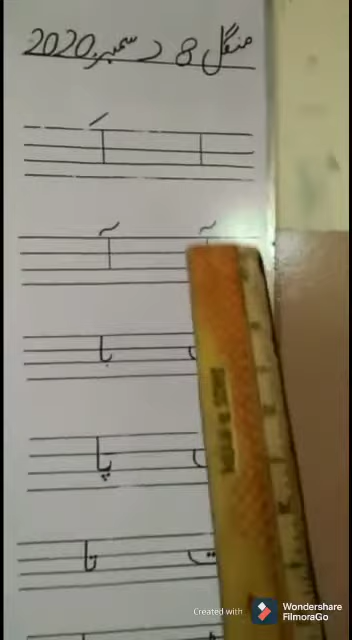 منگل 8 دسمبر 2020
ا اَ
آ آ
با
پا
تا
Created with Wondershare FilmoraGo